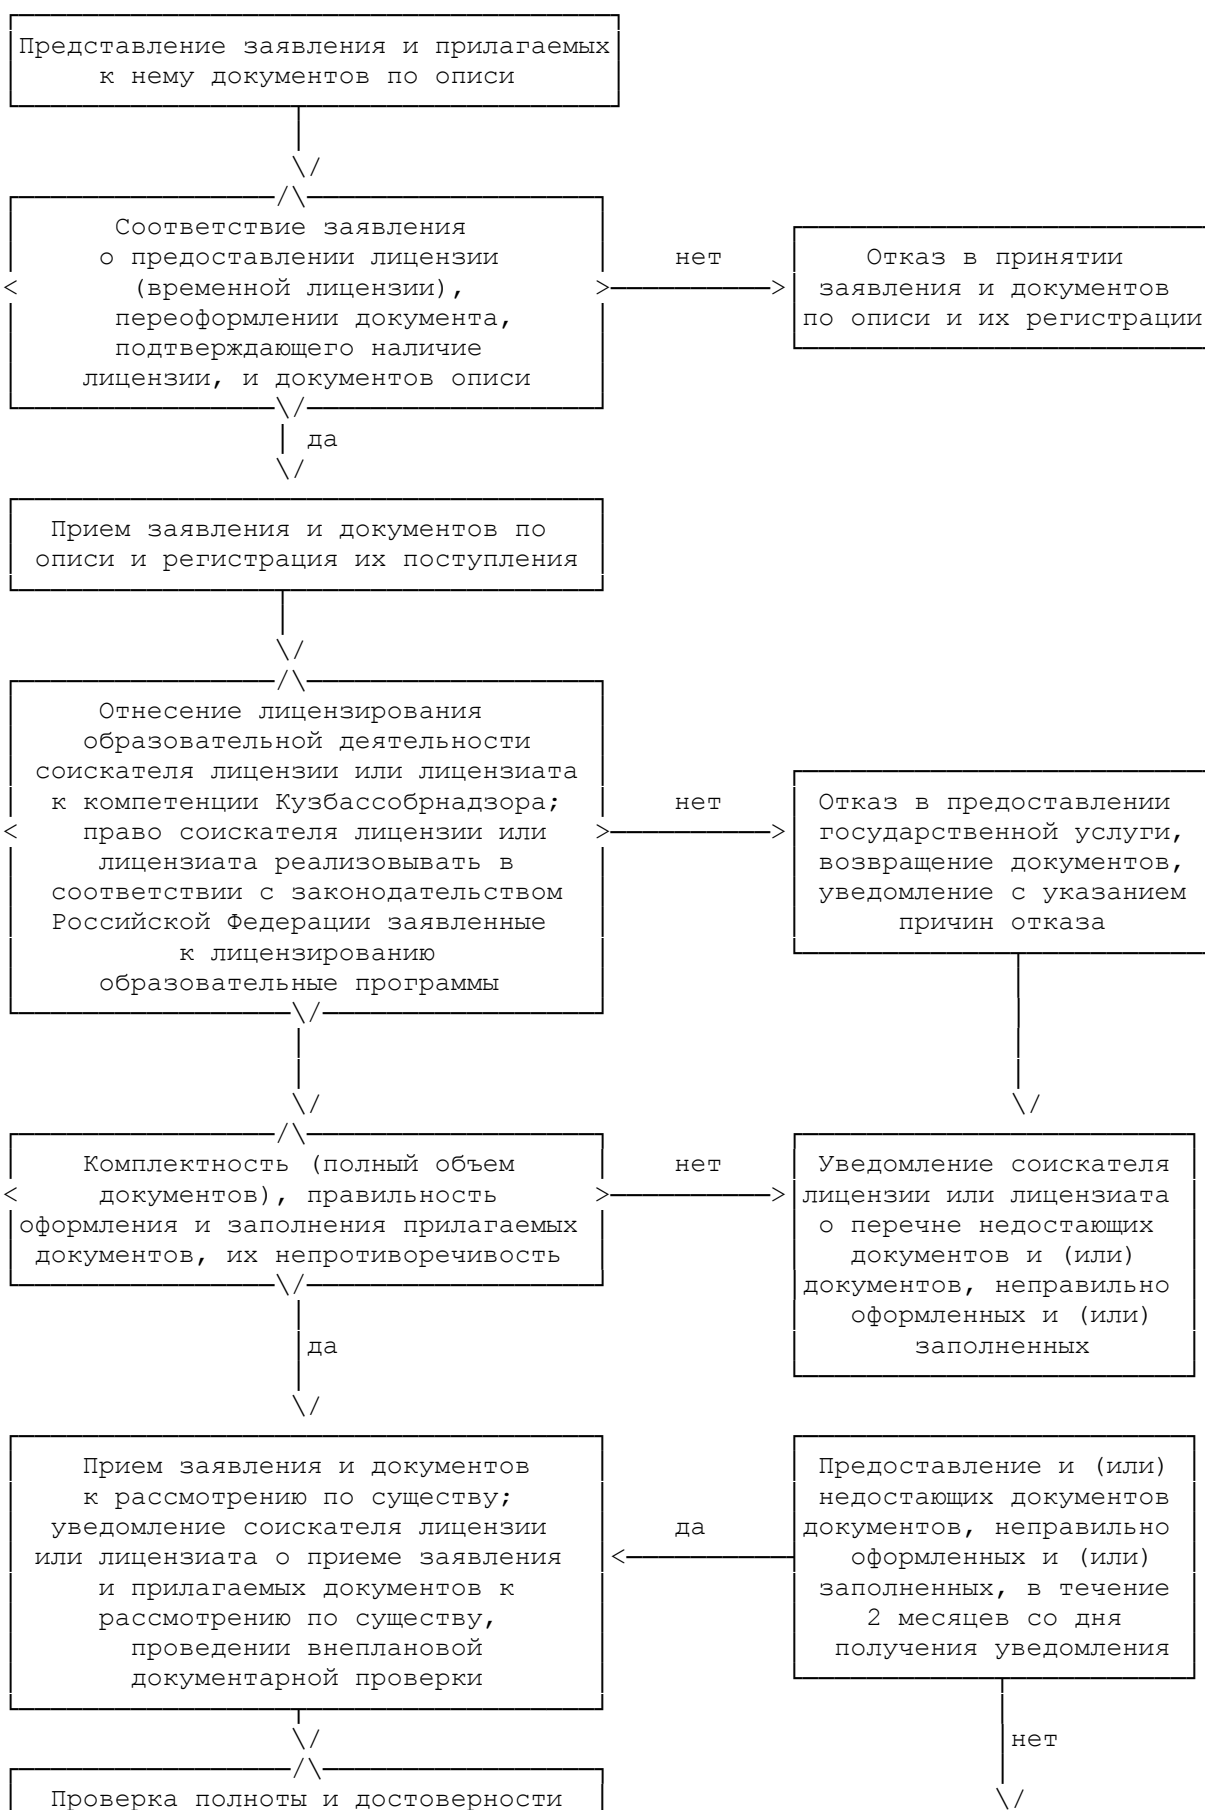 Представление заявления и прилагаемых
к нему документов по описи
Соответствие заявления
о предоставлении лицензии
(временной лицензии),
переоформлении документа,
подтверждающего наличие
лицензии, и документов описи
нет
Отказ в принятии
заявления и документов
по описи и их регистрации
да
Прием заявления и документов по
описи и регистрация их поступления
Отнесение лицензирования
образовательной деятельности
соискателя лицензии или лицензиата
к компетенции Кузбассобрнадзора;
право соискателя лицензии или
лицензиата реализовывать в
соответствии с законодательством
Российской Федерации заявленные
к лицензированию
образовательные программы
нет
Отказ в предоставлении
государственной услуги,
возвращение документов,
уведомление с указанием
причин отказа
Комплектность (полный объем
документов), правильность
оформления и заполнения прилагаемых
документов, их непротиворечивость
нет
Уведомление соискателя
лицензии или лицензиата
о перечне недостающих
документов и (или)
документов, неправильно
оформленных и (или)
заполненных
да
Прием заявления и документов
к рассмотрению по существу;
уведомление соискателя лицензии
или лицензиата о приеме заявления
и прилагаемых документов к
рассмотрению по существу,
проведении внеплановой
документарной проверки
да
Предоставление и (или)
недостающих документов
документов, неправильно
оформленных и (или)
заполненных, в течение
2 месяцев со дня
получения уведомления
нет
Проверка полноты и достоверности